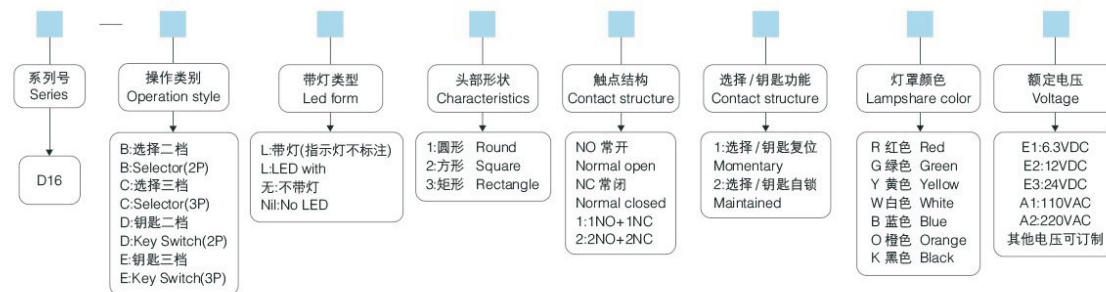 系列号
Series
D16
操作类别
Operation style
B:选择二档
B:Selector(2P)
C:选择三档
C:Selector(3P)
D:钥匙二档
D:Key Switch(2P)
E:钥匙三档
E:Key Switch(3P)
带灯类型
Led form
L:带灯(指示灯不标注)
L:LED with
无:不带灯
Nil:No LED
头部形状
Characteristics
1:圆形 Round
2:方形 Square
3:矩形 Rectangle
触点结构
Contact structure
NO 常开
Normal open
NC 常闭
Normal closed
1:1NO+1NC
2:2NO+2NC
选择/钥匙功能
Contact structure
1:选择/钥匙复位
Momentary
2:选择/钥匙自锁
Maintained
灯罩颜色
Lampshare color
R 红色 Red
G 绿色 Green
Y 黄色 Yellow
W 白色 White
B 蓝色 Blue
O 橙色 Orange
K 黑色 Black
额定电压
Voltage
E1:6.3VDC
E2:12VDC
E3:24VDC
A1:110VAC
A2:220VAC
其他电压可订制